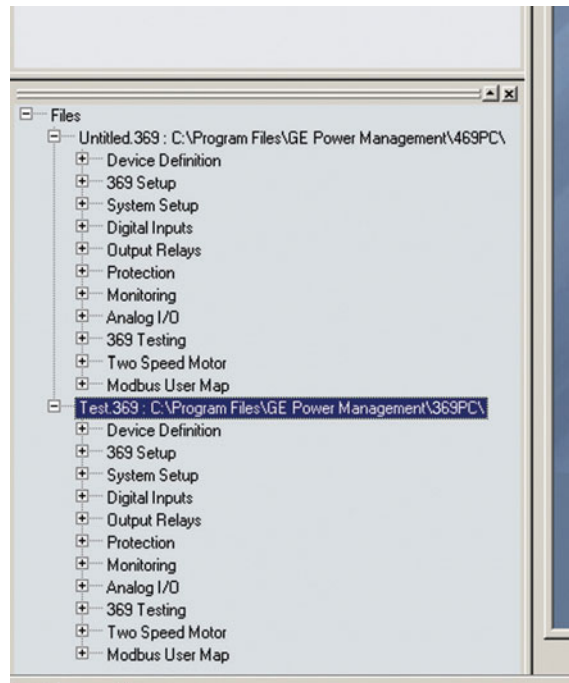 Files
Untitled.369 : C:\Program Files\GE Power Management\469PC\
Device Definition
369 Setup
System Setup
Digital Inputs
Output Relays
Protection
Monitoring
Analog I/O
369 Testing
Two Speed Motor
Modbus User Map
Test.369 : C:\Program Files\GE Power Management\369PC\
Device Definition
369 Setup
System Setup
Digital Inputs
Output Relays
Protection
Monitoring
Analog I/O
369 Testing
Two Speed Motor
Modbus User Map